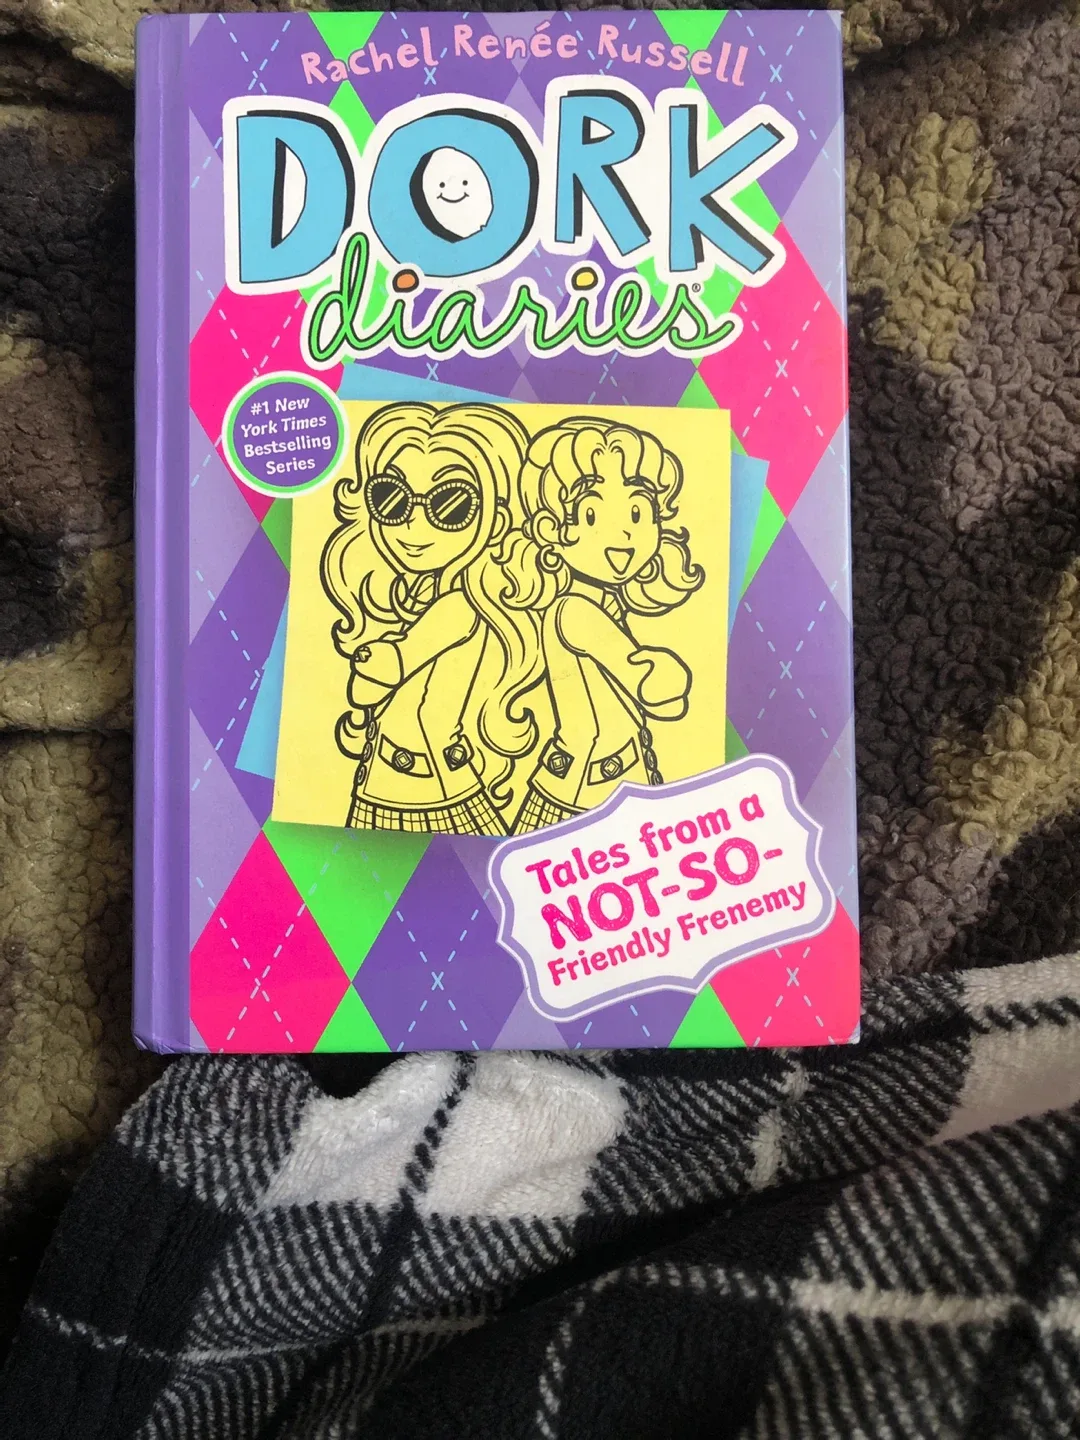 Rachel Renée Russell
DORK
diaries®
#1 New
York Times
Bestselling
Series
Tales from a
NOT-SO-
Friendly Frenemy